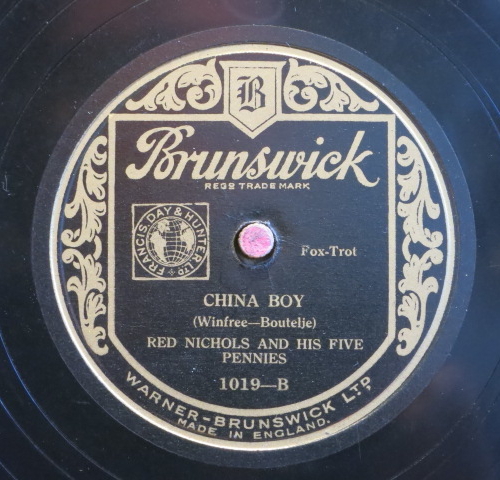 B
Brunswick
REGD TRADE MARK
FRANCIS, DAY & HUNTER LTD
Fox-Trot
CHINA BOY
(Winfree—Boutelje)
RED NICHOLS AND HIS FIVE
PENNIES
1019—B
WARNER-BRUNSWICK LTD
MADE IN ENGLAND.